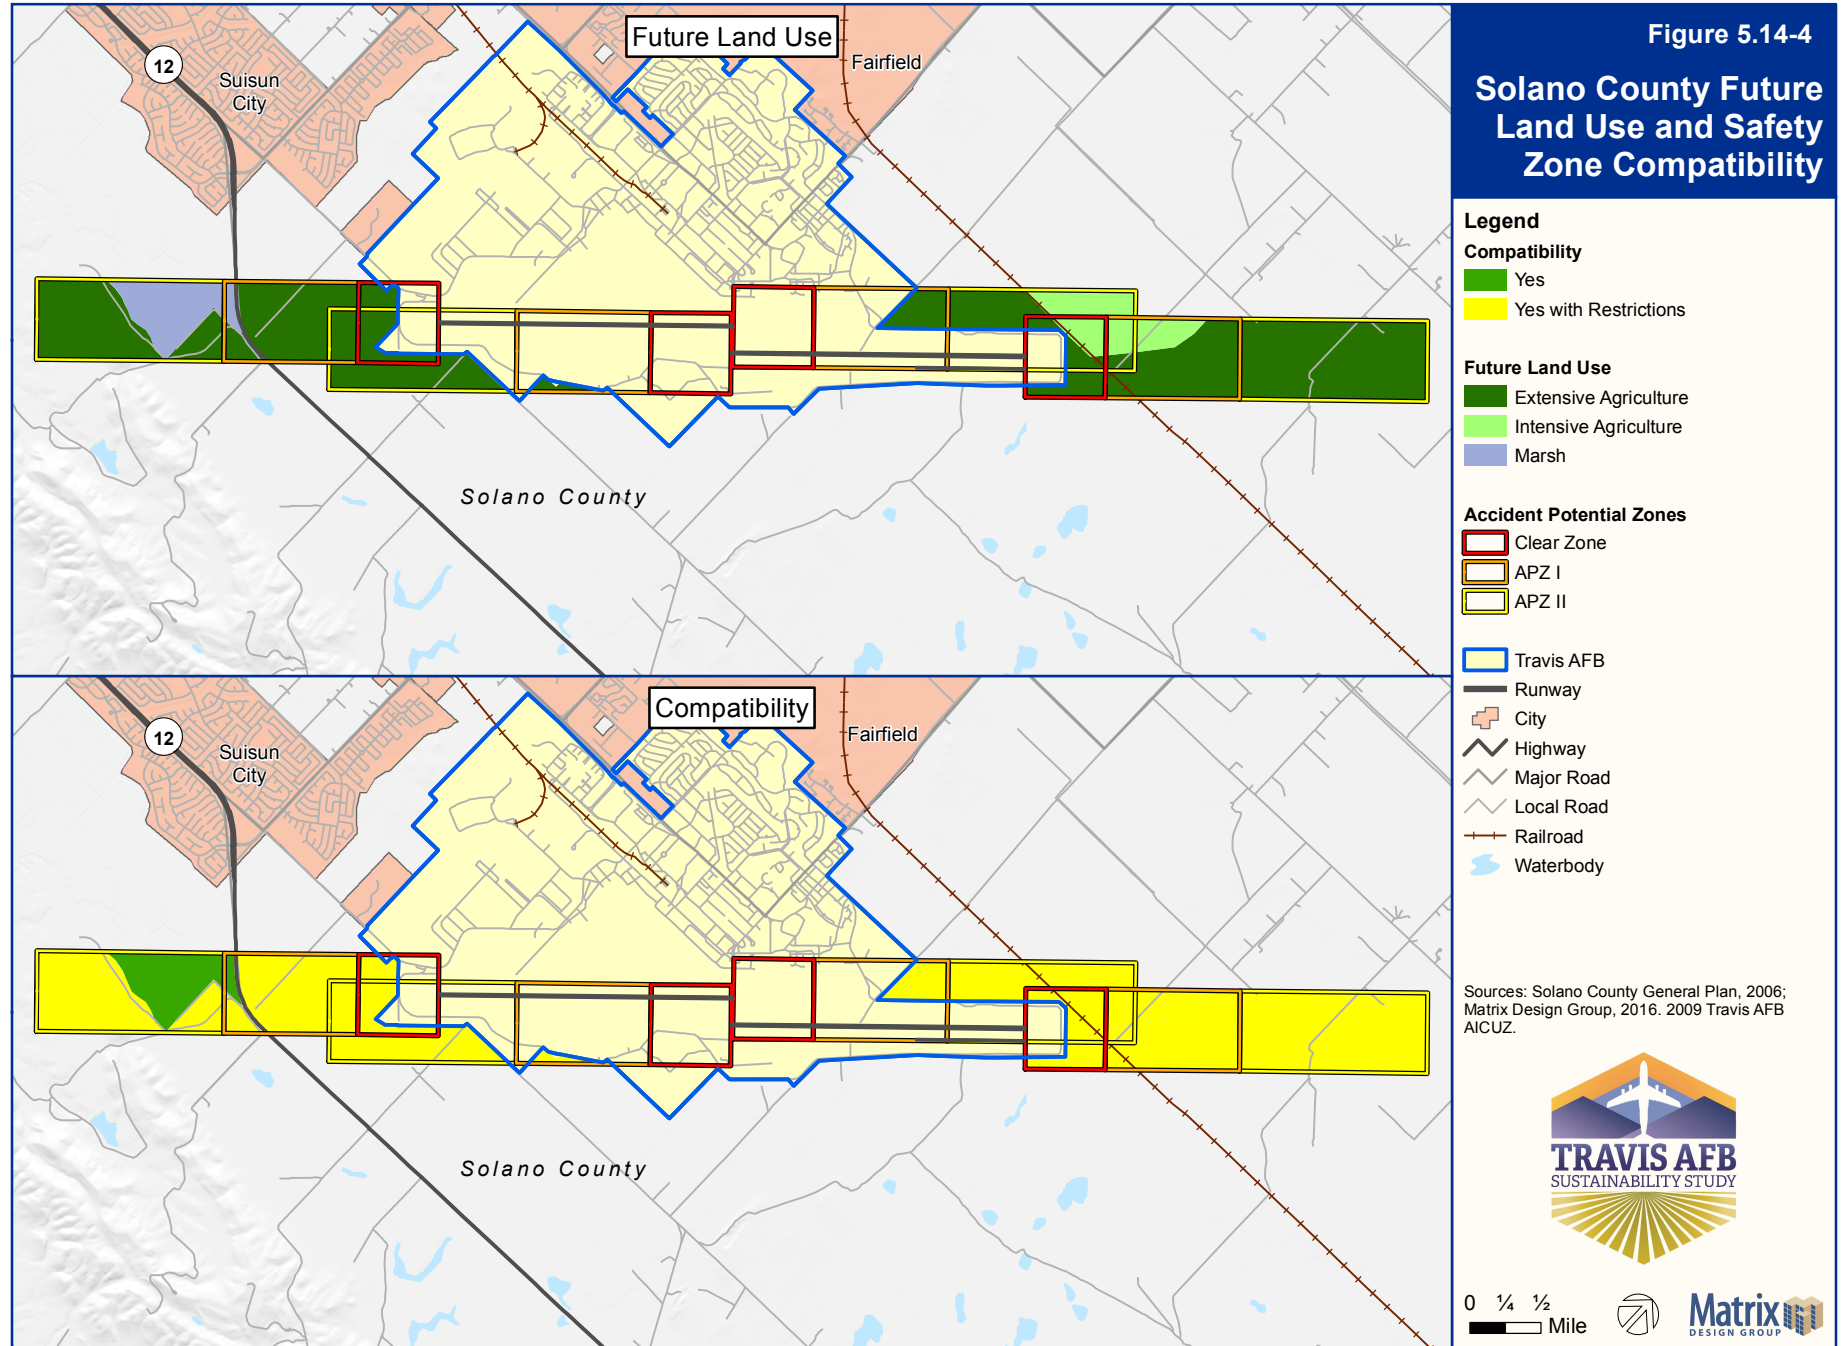 Future Land Use
12
Suisun
City
Fairfield
Solano County
Compatibility
12
Suisun
City
Fairfield
Solano County
Figure 5.14-4
Solano County Future
Land Use and Safety
Zone Compatibility
Legend
Compatibility
Yes
Yes with Restrictions
Future Land Use
Extensive Agriculture
Intensive Agriculture
Marsh
Accident Potential Zones
Clear Zone
APZ I
APZ II
Travis AFB
Runway
City
Highway
Major Road
Local Road
Railroad
Waterbody
Sources: Solano County General Plan, 2006;
Matrix Design Group, 2016. 2009 Travis AFB
AICUZ.
TRAVIS AFB
SUSTAINABILITY STUDY
0 ¼ ½
Mile
Matrix
DESIGN GROUP